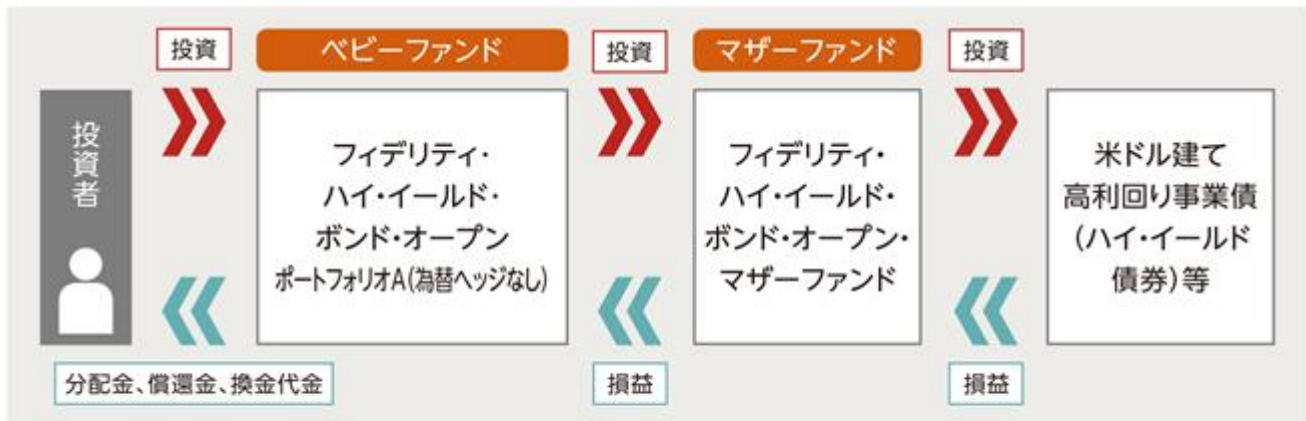 投資
ベビーファンド
投資
マザーファンド
投資
投資者
フィデリティ・
ハイ・イールド・
ボンド・オープン
ポートフォリオA(為替ヘッジなし)
フィデリティ・
ハイ・イールド・
ボンド・オープン・
マザーファンド
米ドル建て
高利回り事業債
(ハイ・イールド
債券)等
分配金、償還金、換金代金
損益
損益